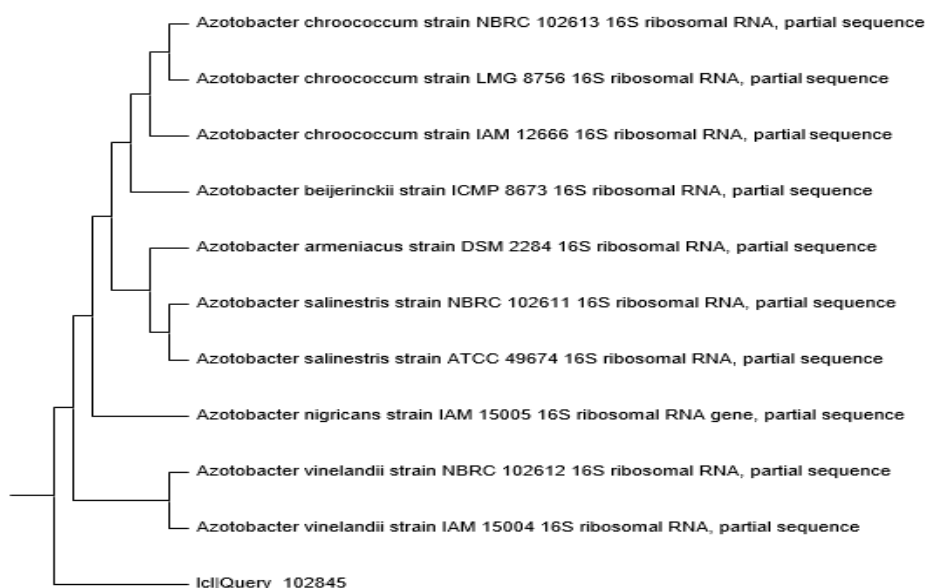 Azotobacter chroococcum strain NBRC 102613 16S ribosomal RNA, partial sequence
Azotobacter chroococcum strain LMG 8756 16S ribosomal RNA, partial sequence
Azotobacter chroococcum strain IAM 12666 16S ribosomal RNA, partial sequence
Azotobacter beijerinckii strain ICMP 8673 16S ribosomal RNA, partial sequence
Azotobacter armeniacus strain DSM 2284 16S ribosomal RNA, partial sequence
Azotobacter salinestris strain NBRC 102611 16S ribosomal RNA, partial sequence
Azotobacter salinestris strain ATCC 49674 16S ribosomal RNA, partial sequence
Azotobacter nigricans strain IAM 15005 16S ribosomal RNA gene, partial sequence
Azotobacter vinelandii strain NBRC 102612 16S ribosomal RNA, partial sequence
Azotobacter vinelandii strain IAM 15004 16S ribosomal RNA, partial sequence
lcl|Query 102845